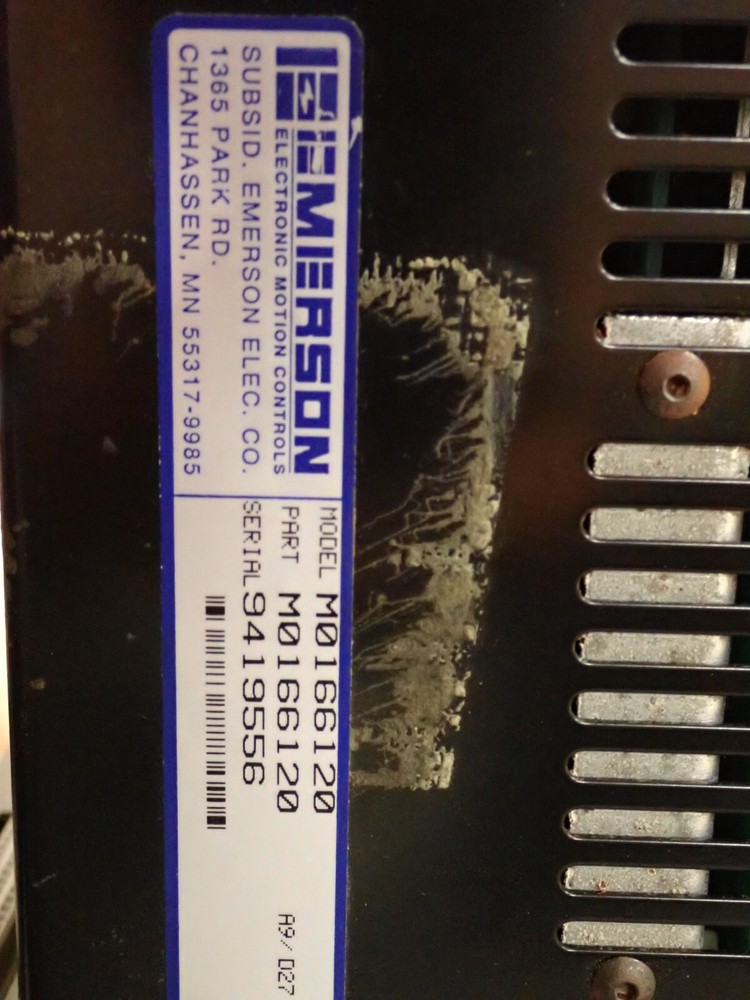 EMERSON
ELECTRONIC MOTION CONTROLS
SUBSID. EMERSON ELEC. CO.
1365 PARK RD.
CHANHASSEN, MN 55317-9985
MODEL M0166120
PART M0166120
SERIAL 9419556
A9/D27